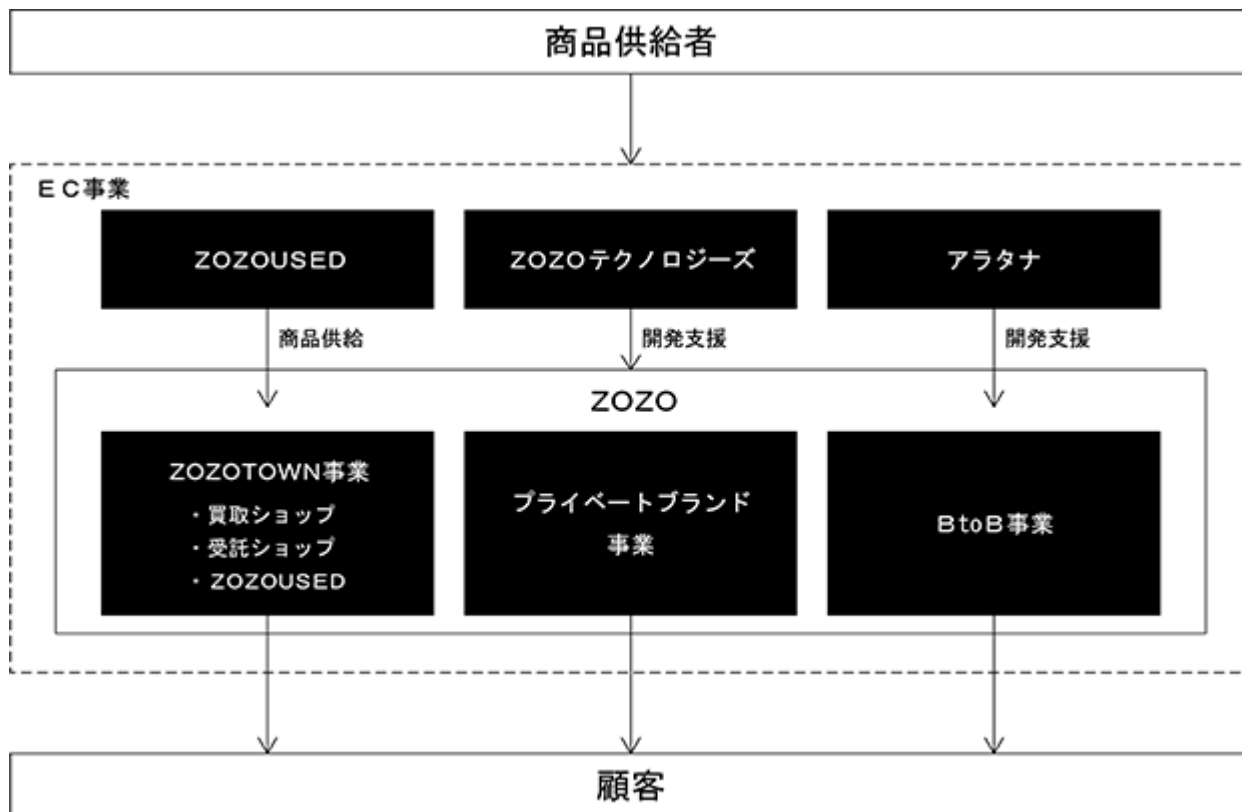 商品供給者
ＥＣ事業
ＺＯＺＯＵＳＥＤ
ＺＯＺＯテクノロジーズ
アラタナ
商品供給
開発支援
開発支援
ＺＯＺＯ
ＺＯＺＯＴＯＷＮ事業
・買取ショップ
・受託ショップ
・ＺＯＺＯＵＳＥＤ
プライベートブランド
事業
ＢtoＢ事業
顧客